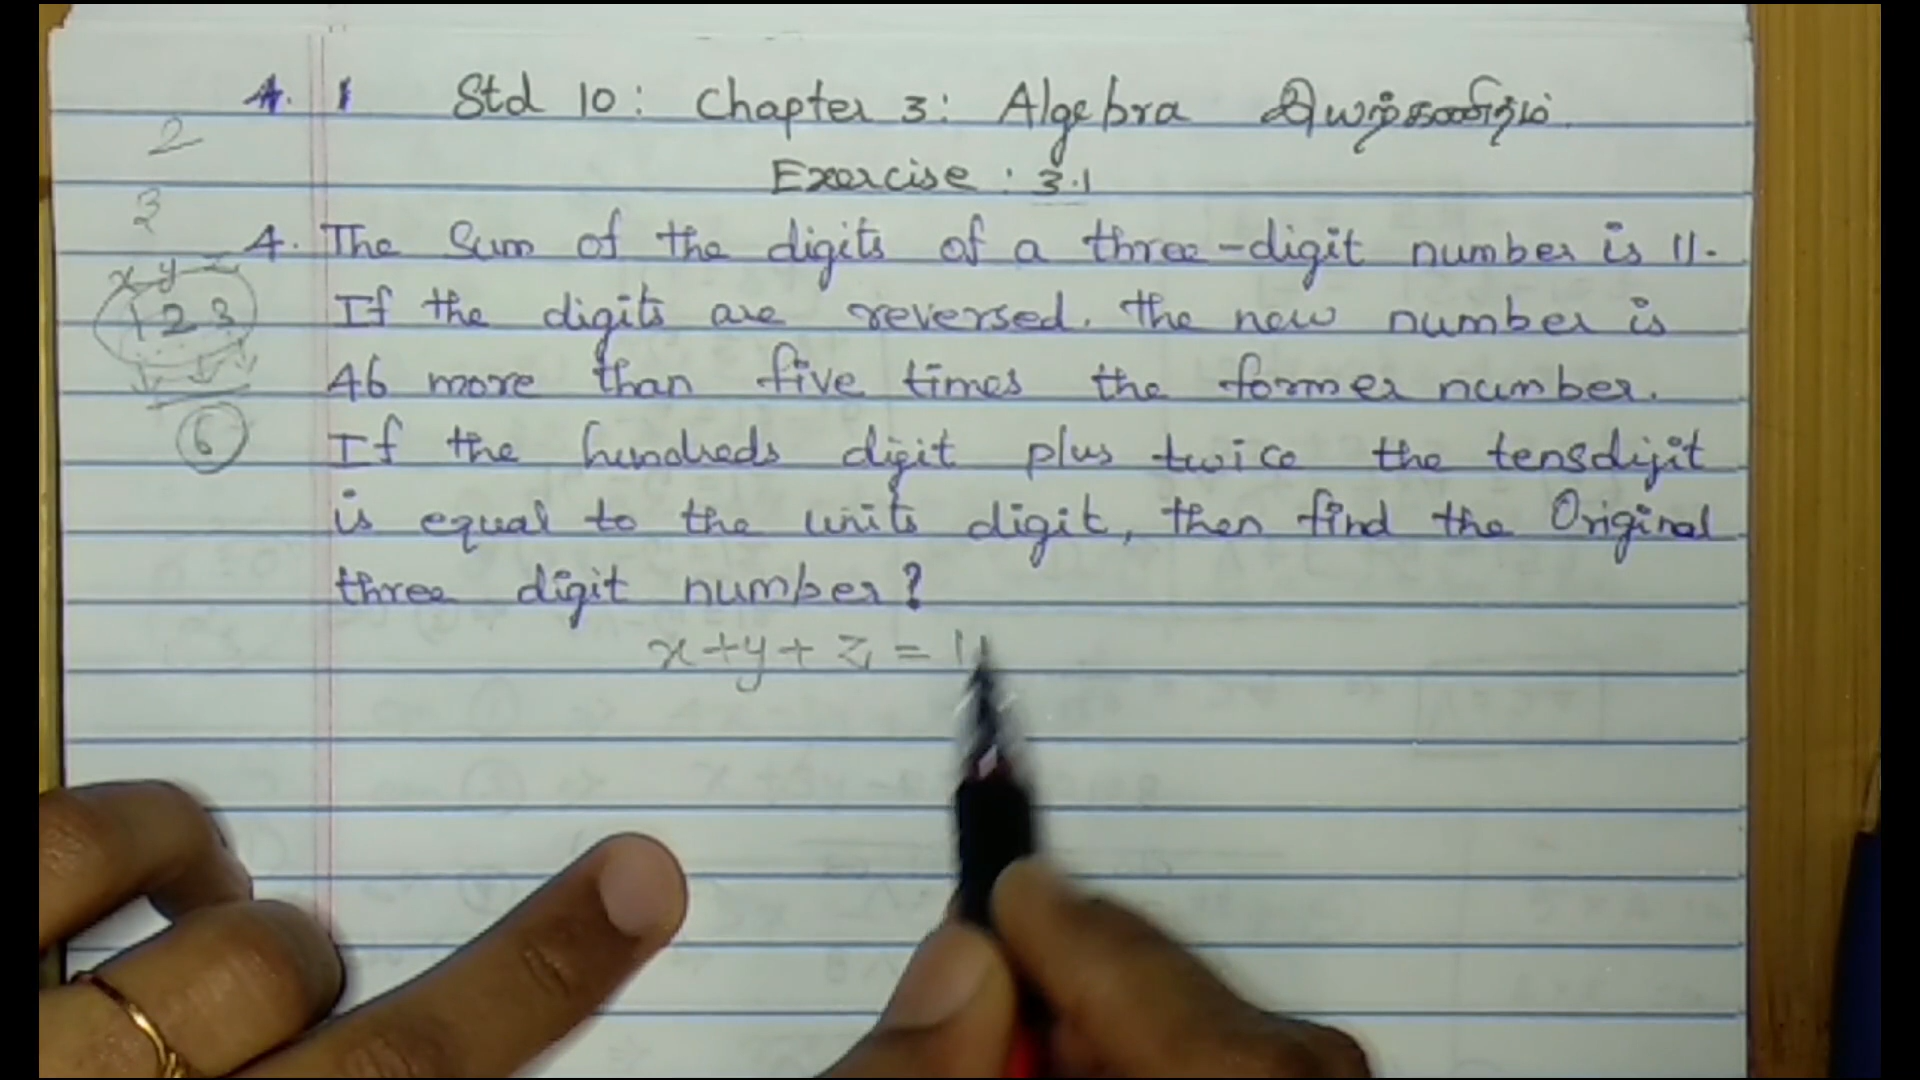 4. 1 Std 10: Chapter 3: Algebra இயற்கணிதம்.
Exercise: 3.1
2
3
x y z
1 2 3
6
4. The Sum of the digits of a three-digit number is 11.
If the digits are reversed. the new number is
46 more than five times the former number.
If the hundreds digit plus twice the tensdigit
is equal to the units digit, then find the Original
three digit number?
x+y+z=11